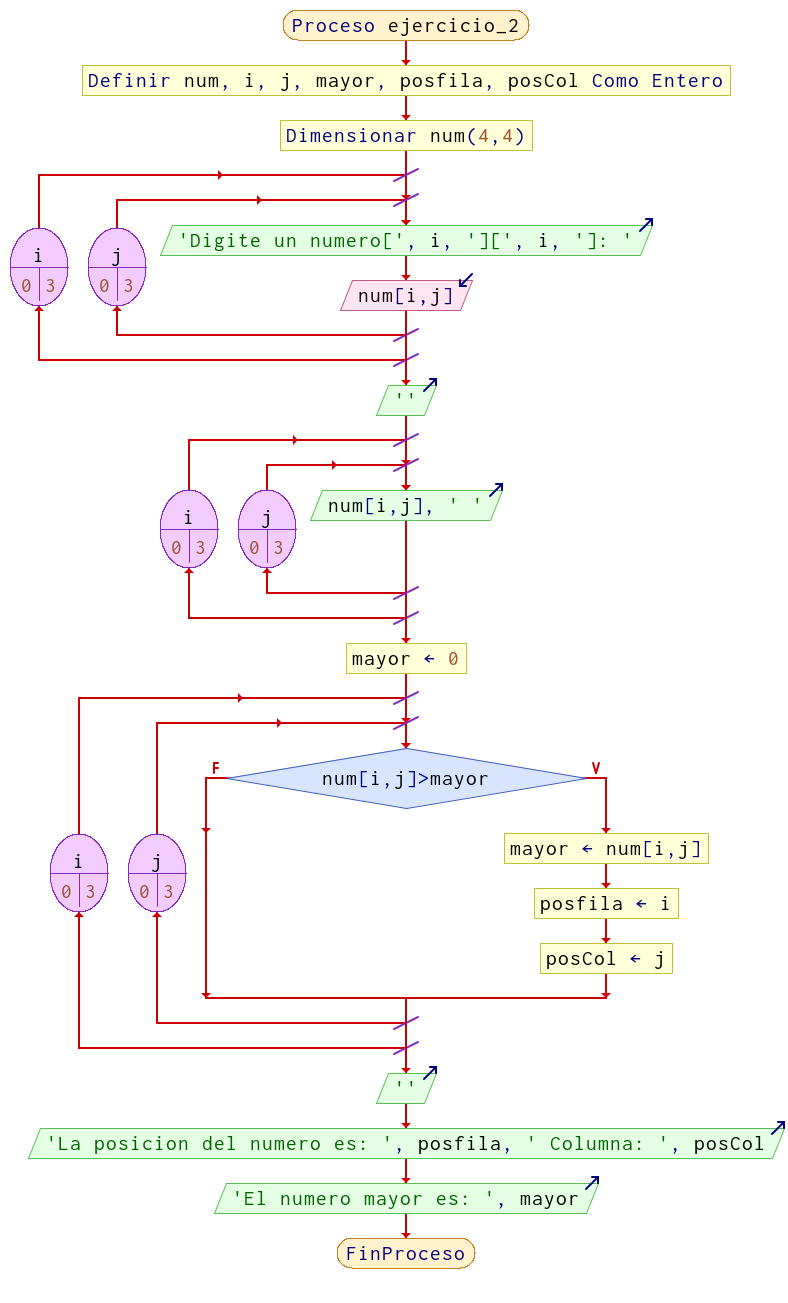 Proceso ejercicio_2
Definir num, i, j, mayor, posfila, posCol Como Entero
Dimensionar num(4,4)
i
0 3
j
0 3
'Digite un numero[', i, '][', i, ']: '
num[i,j]
''
i
0 3
j
0 3
num[i,j], ' '
mayor ← 0
F
num[i,j]>mayor
V
i
0 3
j
0 3
mayor ← num[i,j]
posfila ← i
posCol ← j
''
'La posicion del numero es: ', posfila, ' Columna: ', posCol
'El numero mayor es: ', mayor
FinProceso